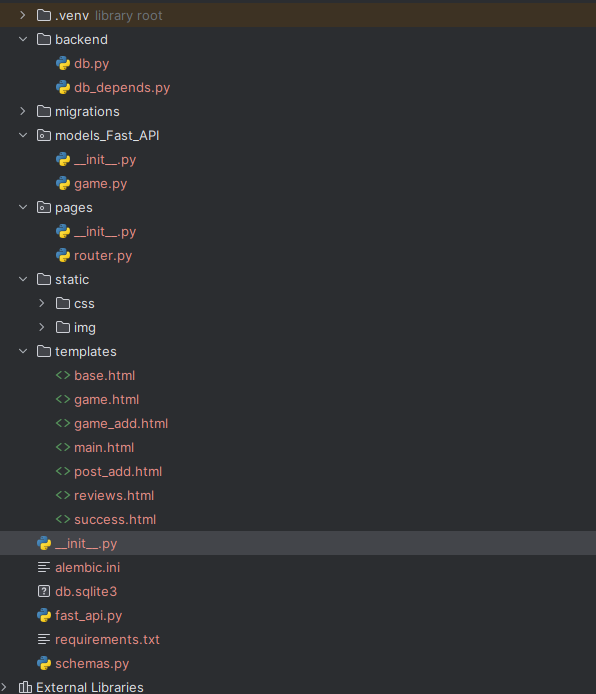 .venv library root
backend
db.py
db_depends.py
migrations
models_Fast_API
__init__.py
game.py
pages
__init__.py
router.py
static
css
img
templates
base.html
game.html
game_add.html
main.html
post_add.html
reviews.html
success.html
__init__.py
alembic.ini
db.sqlite3
fast_api.py
requirements.txt
schemas.py
External Libraries